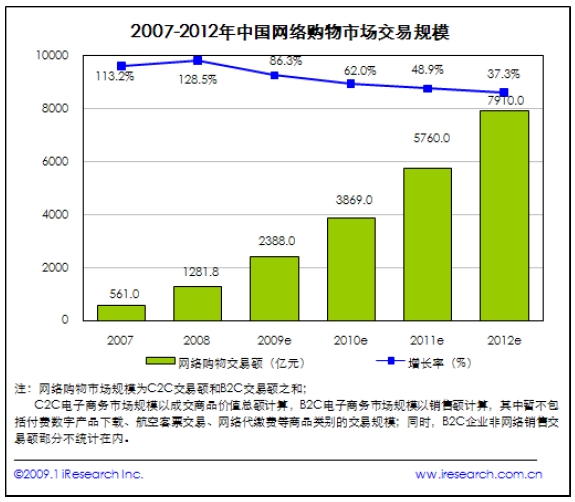 2007-2012年中国网络购物市场交易规模
10000
8000
6000
4000
2000
0
113.2%
128.5%
86.3%
62.0%
48.9%
37.3%
561.0
1281.8
2388.0
3869.0
5760.0
7910.0
2007
2008
2009e
2010e
2011e
2012e
网络购物交易额（亿元）
增长率（%）
注：网络购物市场规模为C2C交易额和B2C交易额之和；
C2C电子商务市场规模以成交商品价值总额计算，B2C电子商务市场规模以销售额计算，其中暂不包
括付费数字产品下载、航空客票交易、网络代缴费等商品类别的交易规模；同时，B2C企业非网络销售交
易额部分不统计在内。
©2009.1 iResearch Inc.
ww.iresearch.com.cn